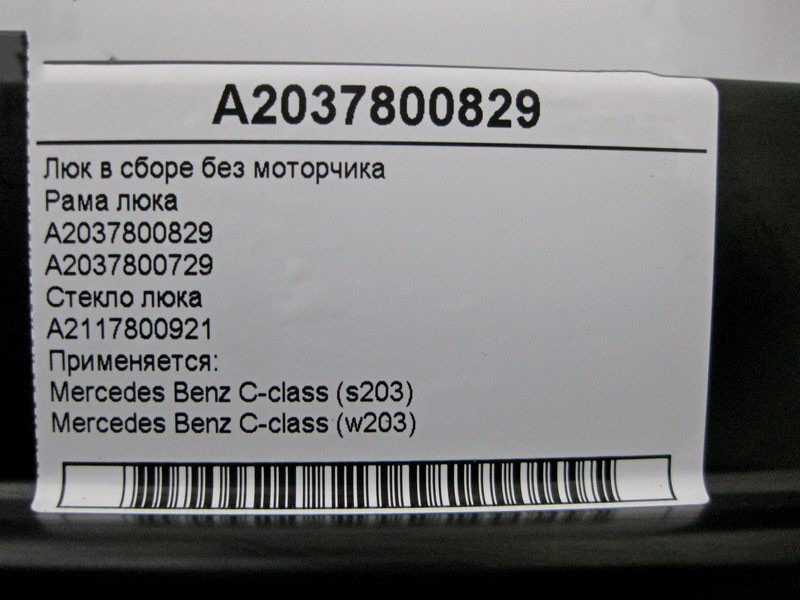 A2037800829
Люк в сборе без моторчика
Рама люка
A2037800829
A2037800729
Стекло люка
A2117800921
Применяется:
Mercedes Benz C-class (s203)
Mercedes Benz C-class (w203)